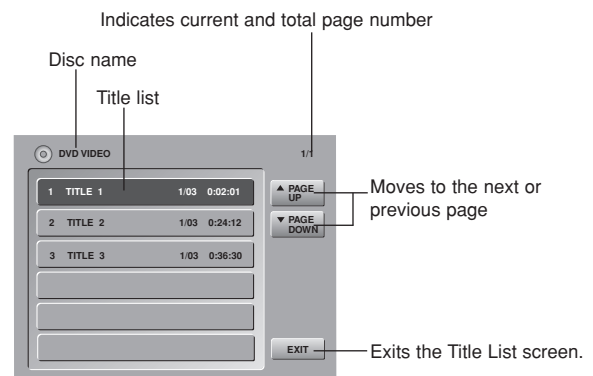 Indicates current and total page number
Disc name
Title list
DVD VIDEO 1/1
1 TITLE 1 1/03 0:02:01
▲ PAGE UP
Moves to the next or
previous page
2 TITLE 2 1/03 0:24:12
▼ PAGE DOWN
3 TITLE 3 1/03 0:36:30
EXIT
Exits the Title List screen.